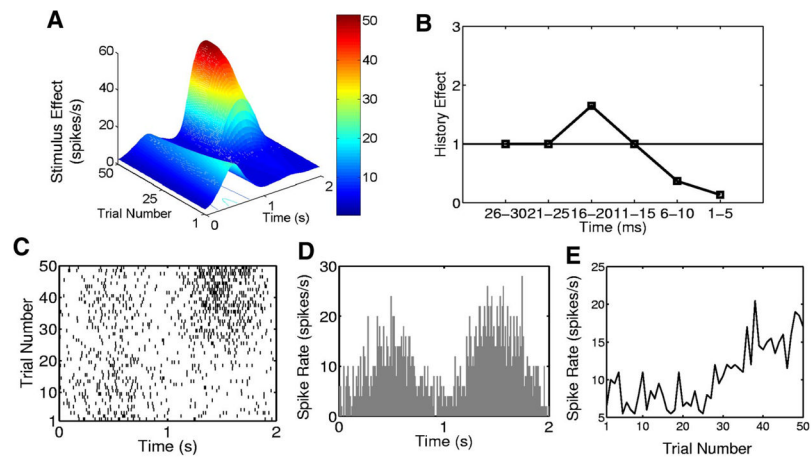 A
60
40
20
0
Stimulus Effect
(spikes/s)
50
25
1
Trial Number
0
1
2
Time (s)
50
40
30
20
10
B
3
2
1
0
History Effect
26–30 21–25 16–20 11–15 6–10 1–5
Time (ms)
C
50
40
30
20
10
1
Trial Number
0 1 2
Time (s)
D
30
20
10
0
Spike Rate (spikes/s)
0 1 2
Time (s)
E
25
20
15
10
5
Spike Rate (spikes/s)
1 10 20 30 40 50
Trial Number